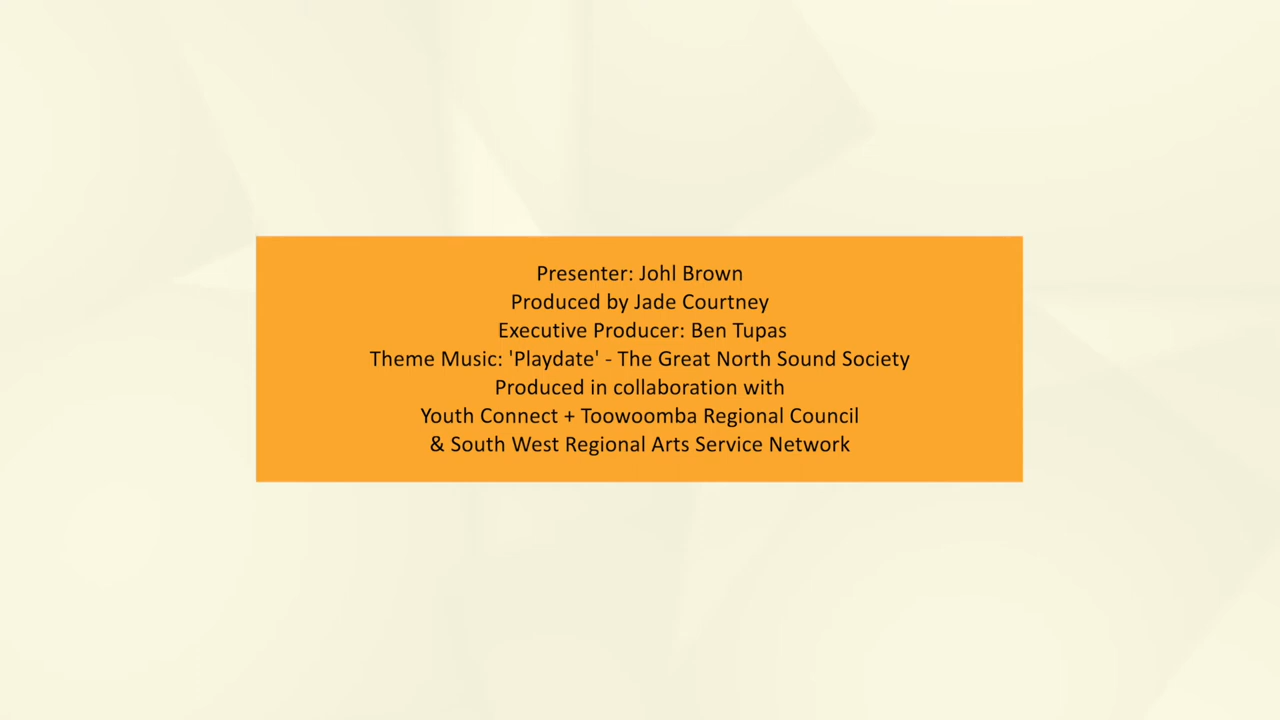 Presenter: Johl Brown
Produced by Jade Courtney
Executive Producer: Ben Tupas
Theme Music: 'Playdate' - The Great North Sound Society
Produced in collaboration with
Youth Connect + Toowoomba Regional Council
& South West Regional Arts Service Network